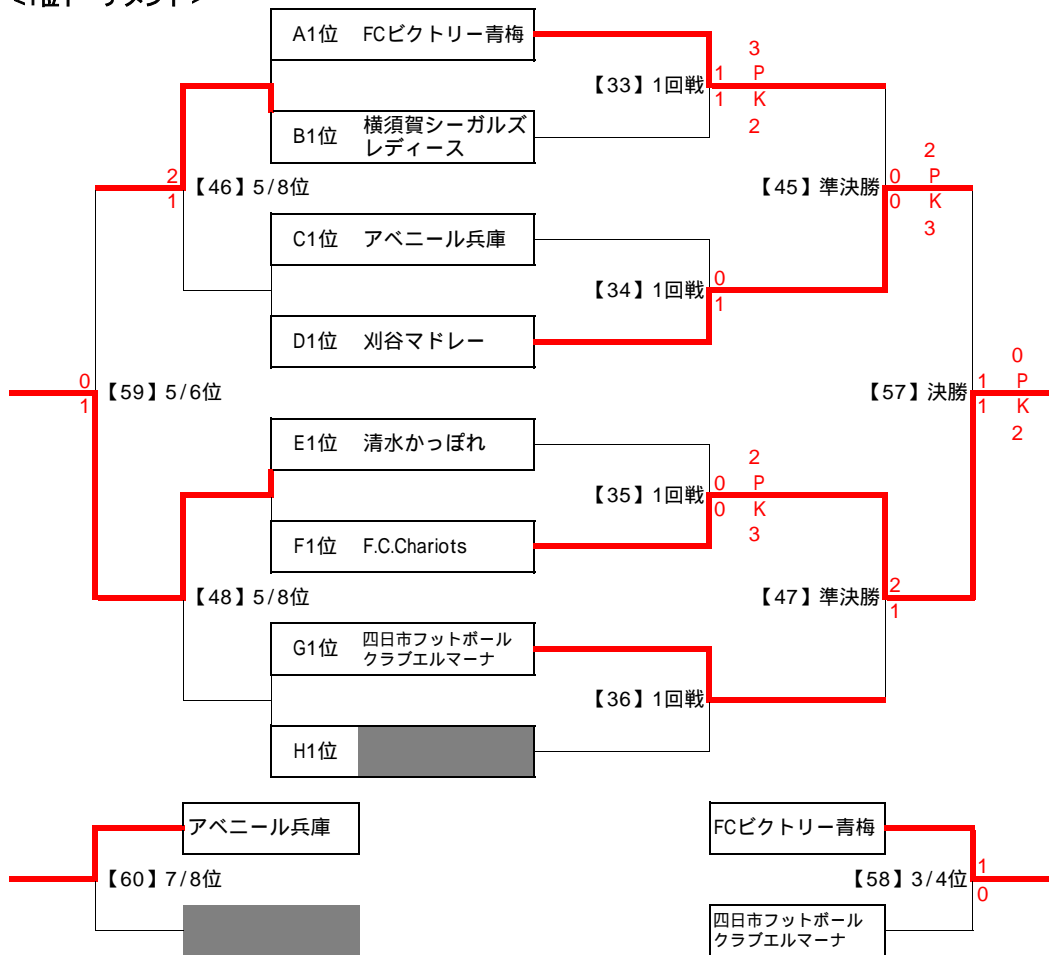 A1位 FCビクトリー青梅
【33】1回戦
1
1
3
P
K
2
B1位 横須賀シーガルズ
レディース
2
1
【46】5/8位
【45】準決勝
0
0
2
P
K
3
C1位 アベニール兵庫
【34】1回戦
0
1
D1位 刈谷マドレー
0
1
【59】5/6位
【57】決勝
1
1
0
P
K
2
E1位 清水かっぽれ
【35】1回戦
0
0
2
P
K
3
F1位 F.C.Chariots
【48】5/8位
【47】準決勝
2
1
G1位 四日市フットボール
クラブエルマーナ
【36】1回戦
H1位
アベニール兵庫
【60】7/8位
FCビクトリー青梅
【58】3/4位
1
0
四日市フットボール
クラブエルマーナ